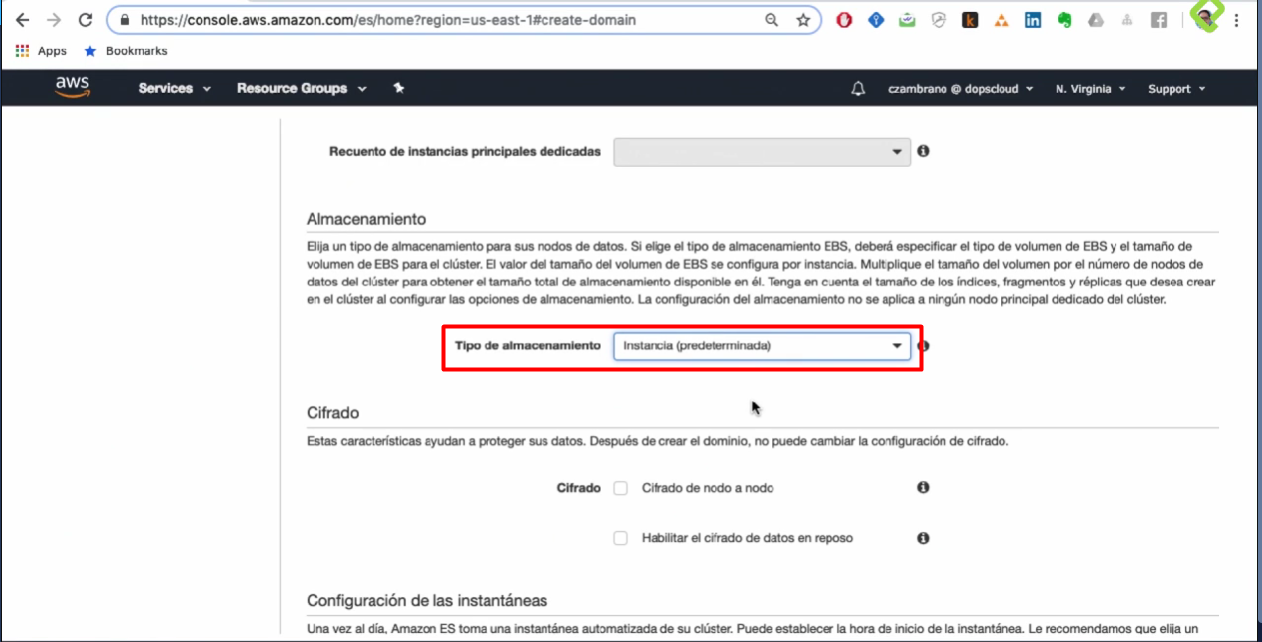 https://console.aws.amazon.com/es/home?region=us-east-1#create-domain
Apps Bookmarks
aws Services Resource Groups czambrano @ dopscloud N. Virginia Support
Recuento de instancias principales dedicadas
Almacenamiento
Elija un tipo de almacenamiento para sus nodos de datos. Si elige el tipo de almacenamiento EBS, deberá especificar el tipo de volumen de EBS y el tamaño de
volumen de EBS para el clúster. El valor del tamaño del volumen de EBS se configura por instancia. Multiplique el tamaño del volumen por el número de nodos de
datos del clúster para obtener el tamaño total de almacenamiento disponible en él. Tenga en cuenta el tamaño de los índices, fragmentos y réplicas que desea crear
en el clúster al configurar las opciones de almacenamiento. La configuración del almacenamiento no se aplica a ningún nodo principal dedicado del clúster.
Tipo de almacenamiento Instancia (predeterminada)
Cifrado
Estas características ayudan a proteger sus datos. Después de crear el dominio, no puede cambiar la configuración de cifrado.
Cifrado Cifrado de nodo a nodo
Habilitar el cifrado de datos en reposo
Configuración de las instantáneas
Una vez al día, Amazon ES toma una instantánea automatizada de su clúster. Puede establecer la hora de inicio de la instantánea. Le recomendamos que elija un